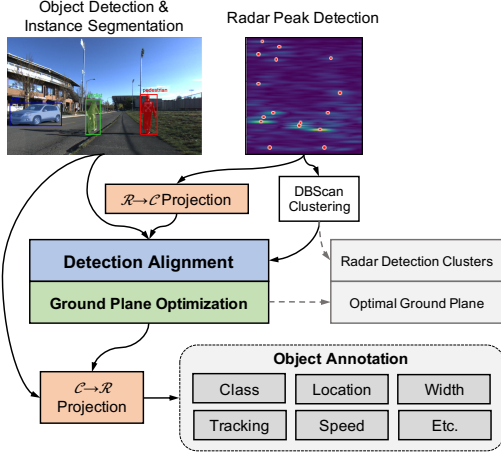 Object Detection &
Instance Segmentation
Radar Peak Detection
pedestrian
ℛ→𝒞 Projection
DBScan
Clustering
Detection Alignment
Ground Plane Optimization
Radar Detection Clusters
Optimal Ground Plane
𝒞→ℛ
Projection
Object Annotation
Class
Location
Width
Tracking
Speed
Etc.